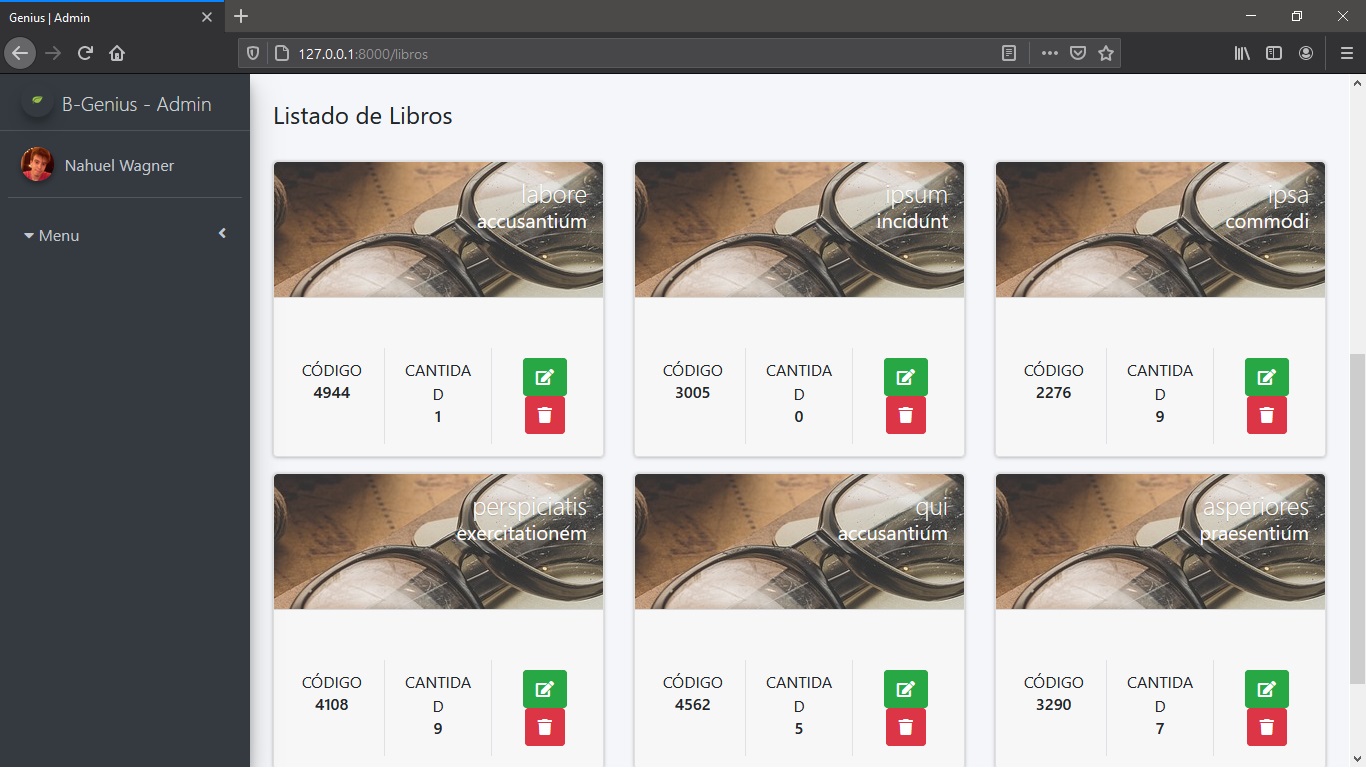 Genius | Admin
127.0.0.1:8000/libros
B-Genius - Admin
Nahuel Wagner
Menu
Listado de Libros
labore
accusantium
CÓDIGO
4944
CANTIDA
D
1
ipsum
incidunt
CÓDIGO
3005
CANTIDA
D
0
ipsa
commodi
CÓDIGO
2276
CANTIDA
D
9
perspiciatis
exercitationem
CÓDIGO
4108
CANTIDA
D
9
qui
accusantium
CÓDIGO
4562
CANTIDA
D
5
asperiores
praesentium
CÓDIGO
3290
CANTIDA
D
7